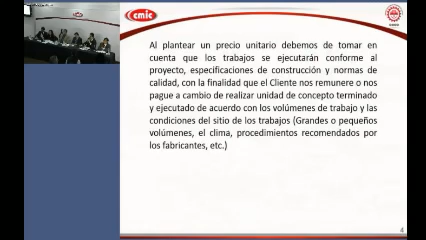 cmic
Al plantear un precio unitario debemos de tomar en
cuenta que los trabajos se ejecutarán conforme al
proyecto, especificaciones de construcción y normas de
calidad, con la finalidad que el Cliente nos remunere o nos
pague a cambio de realizar unidad de concepto terminado
y ejecutado de acuerdo con los volúmenes de trabajo y las
condiciones del sitio de los trabajos (Grandes o pequeños
volúmenes, el clima, procedimientos recomendados por
los fabricantes, etc.)
4